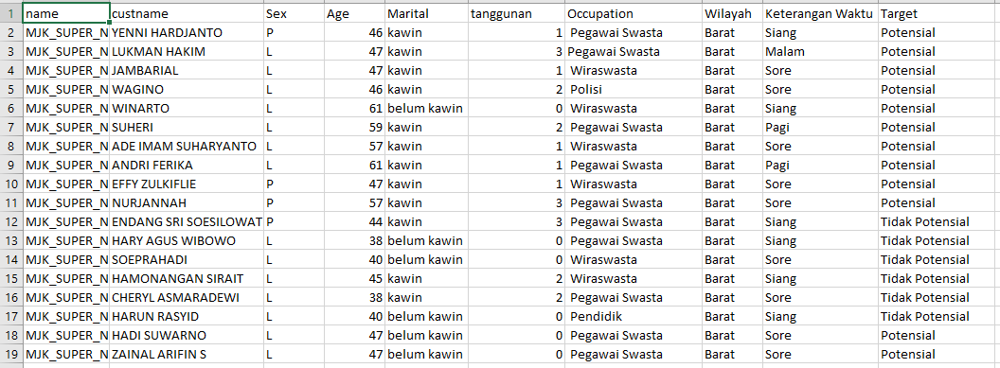 1 name custname Sex Age Marital tanggunan Occupation Wilayah Keterangan Waktu Target
2 MJK_SUPER_N YENNI HARDJANTO P 46 kawin 1 Pegawai Swasta Barat Siang Potensial
3 MJK_SUPER_N LUKMAN HAKIM L 47 kawin 3 Pegawai Swasta Barat Malam Potensial
4 MJK_SUPER_N JAMBARIAL L 47 kawin 1 Wiraswasta Barat Sore Potensial
5 MJK_SUPER_N WAGINO L 46 kawin 2 Polisi Barat Sore Potensial
6 MJK_SUPER_N WINARTO L 61 belum kawin 0 Wiraswasta Barat Siang Potensial
7 MJK_SUPER_N SUHERI L 59 kawin 2 Pegawai Swasta Barat Pagi Potensial
8 MJK_SUPER_N ADE IMAM SUHARYANTO L 57 kawin 1 Wiraswasta Barat Sore Potensial
9 MJK_SUPER_N ANDRI FERIKA L 61 kawin 1 Pegawai Swasta Barat Pagi Potensial
10 MJK_SUPER_N EFFY ZULKIFLIE P 47 kawin 1 Wiraswasta Barat Sore Potensial
11 MJK_SUPER_N NURJANNAH P 57 kawin 3 Pegawai Swasta Barat Sore Potensial
12 MJK_SUPER_N ENDANG SRI SOESILOWAT P 44 kawin 3 Pegawai Swasta Barat Siang Tidak Potensial
13 MJK_SUPER_N HARY AGUS WIBOWO L 38 belum kawin 0 Pegawai Swasta Barat Siang Tidak Potensial
14 MJK_SUPER_N SOEPRAHADI L 40 belum kawin 0 Wiraswasta Barat Sore Tidak Potensial
15 MJK_SUPER_N HAMONANGAN SIRAIT L 45 kawin 2 Wiraswasta Barat Siang Tidak Potensial
16 MJK_SUPER_N CHERYL ASMARADEWI L 38 kawin 2 Pegawai Swasta Barat Sore Tidak Potensial
17 MJK_SUPER_N HARUN RASYID L 40 belum kawin 0 Pendidik Barat Siang Tidak Potensial
18 MJK_SUPER_N HADI SUWARNO L 47 belum kawin 0 Pegawai Swasta Barat Sore Potensial
19 MJK_SUPER_N ZAINAL ARIFIN S L 47 belum kawin 0 Pegawai Swasta Barat Sore Potensial